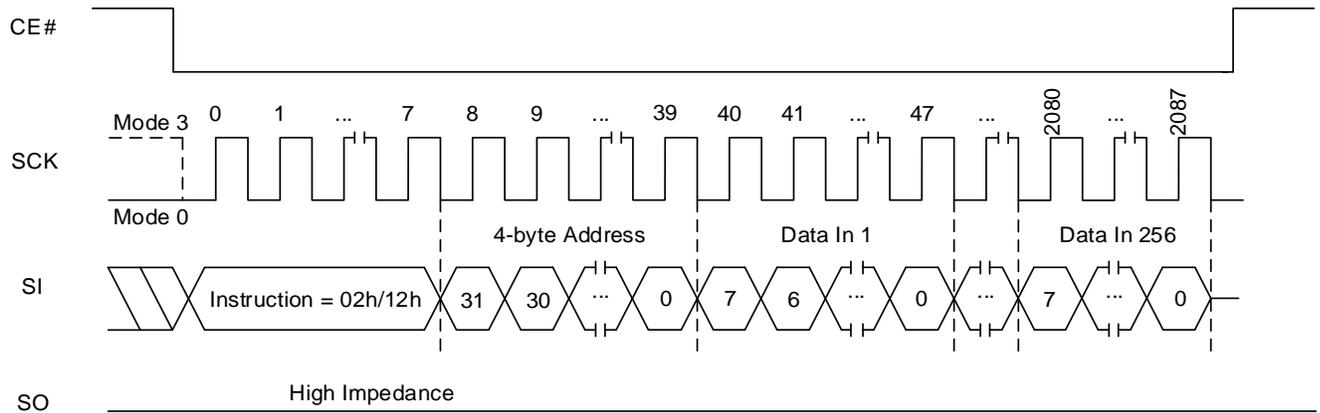 CE#
0 1 ... 7 8 9 ... 39 40 41 ... 47 ... 2080 ... 2087
Mode 3
SCK
Mode 0
4-byte Address Data In 1 Data In 256
SI
Instruction = 02h/12h 31 30 ... 0 7 6 ... 0 ... 7 ... 0
High Impedance
SO